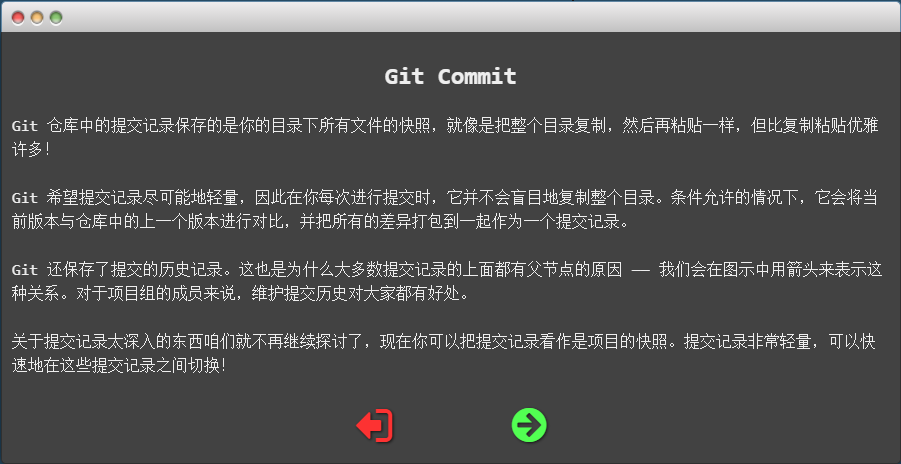 Git Commit
Git 仓库中的提交记录保存的是你的目录下所有文件的快照，就像是把整个目录复制，然后再粘贴一样，但比复制粘贴优雅
许多！
Git 希望提交记录尽可能地轻量，因此在你每次进行提交时，它并不会盲目地复制整个目录。条件允许的情况下，它会将当
前版本与仓库中的上一个版本进行对比，并把所有的差异打包到一起作为一个提交记录。
Git 还保存了提交的历史记录。这也是为什么大多数提交记录的上面都有父节点的原因 —— 我们会在图示中用箭头来表示这
种关系。对于项目组的成员来说，维护提交历史对大家都有好处。
关于提交记录太深入的东西咱们就不再继续探讨了，现在你可以把提交记录看作是项目的快照。提交记录非常轻量，可以快
速地在这些提交记录之间切换！